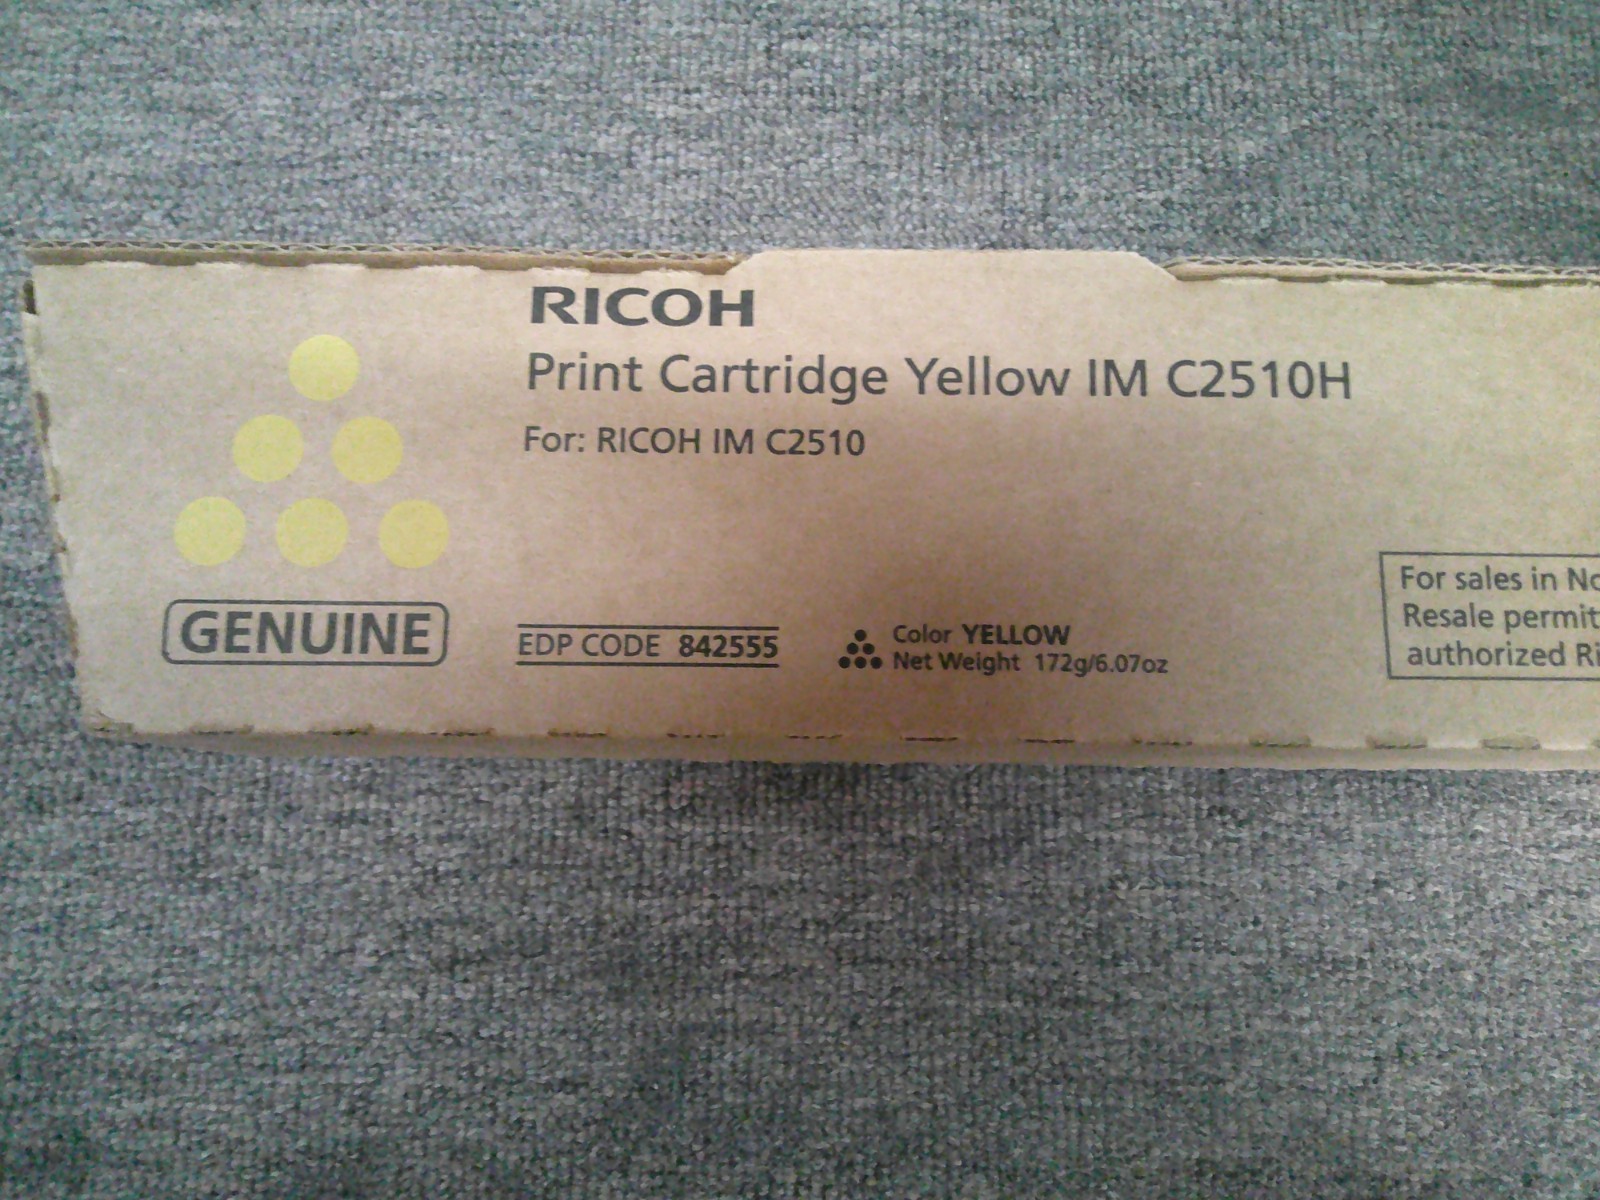 RICOH
Print Cartridge Yellow IM C2510H
For: RICOH IM C2510
GENUINE
EDP CODE 842555
Color YELLOW
Net Weight 172g/6.07oz
For sales in
Resale
authorized